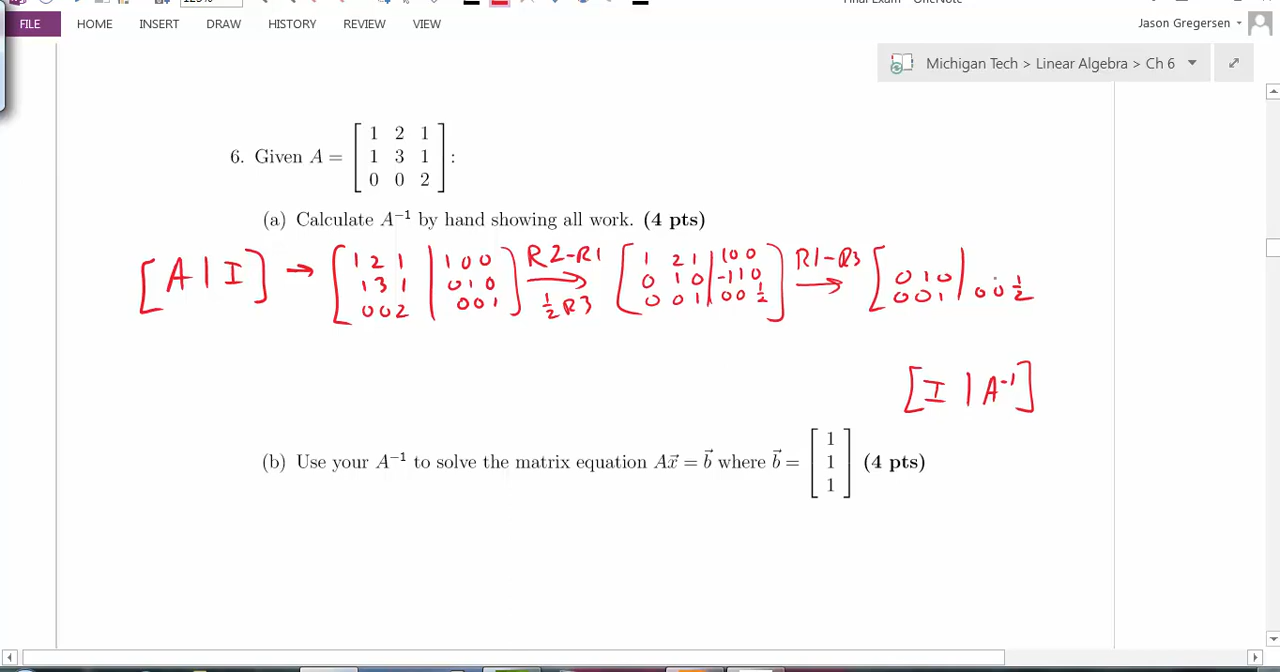 Jason Gregersen
FILE HOME INSERT DRAW HISTORY REVIEW VIEW
Michigan Tech > Linear Algebra > Ch 6
6. Given A = [ 1 2 1
1 3 1
0 0 2 ] :
(a) Calculate A⁻¹ by hand showing all work. (4 pts)
[A | I] → [ 1 2 1 | 1 0 0 R2-R1 [ 1 2 1 | 1 0 0 R1-R3 [
1 3 1 | 0 1 0 → 0 1 0 | -1 1 0 → 0 1 0 |
0 0 2 | 0 0 1 ] ½R3 0 0 1 | 0 0 ½ ] 0 0 1 | 0 0 ½
[I | A⁻¹]
(b) Use your A⁻¹ to solve the matrix equation Ax⃗ = b⃗ where b⃗ = [ 1
1
1 ] (4 pts)